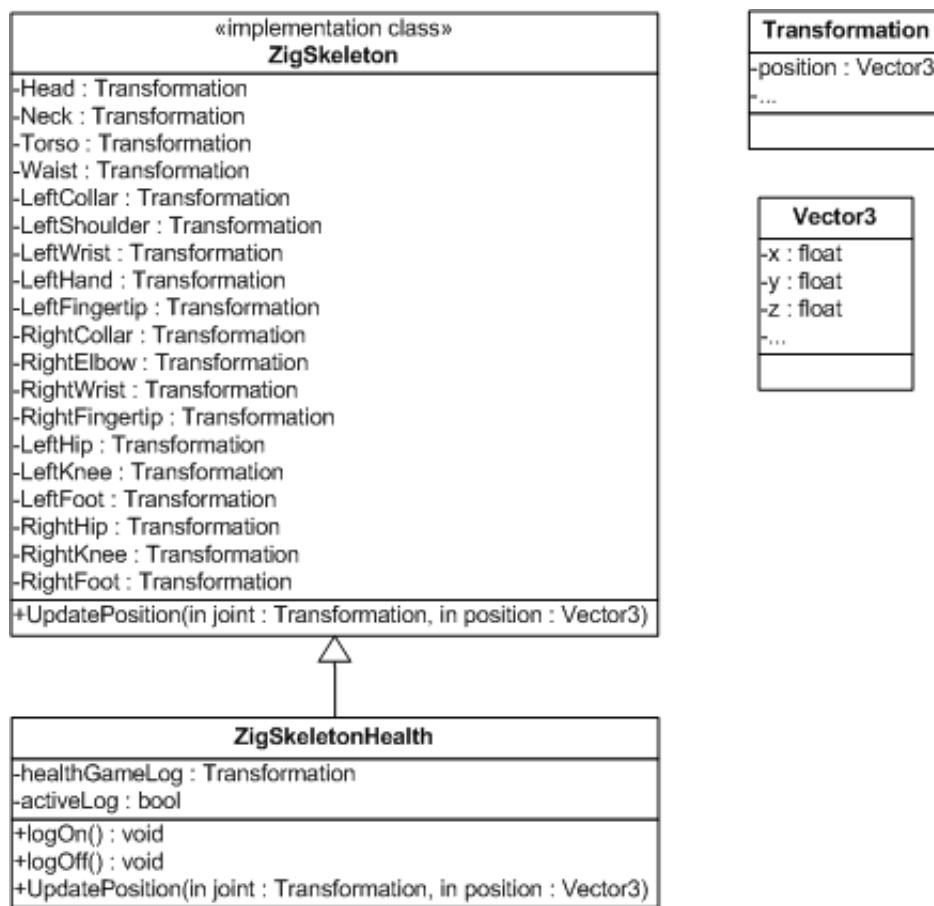 «implementation class»
ZigSkeleton
-Head : Transformation
-Neck : Transformation
-Torso : Transformation
-Waist : Transformation
-LeftCollar : Transformation
-LeftShoulder : Transformation
-LeftWrist : Transformation
-LeftHand : Transformation
-LeftFingertip : Transformation
-RightCollar : Transformation
-RightElbow : Transformation
-RightWrist : Transformation
-RightFingertip : Transformation
-LeftHip : Transformation
-LeftKnee : Transformation
-LeftFoot : Transformation
-RightHip : Transformation
-RightKnee : Transformation
-RightFoot : Transformation
+UpdatePosition(in joint : Transformation, in position : Vector3)
ZigSkeletonHealth
-healthGameLog : Transformation
-activeLog : bool
+logOn() : void
+logOff() : void
+UpdatePosition(in joint : Transformation, in position : Vector3)
Transformation
-position : Vector3
-...
Vector3
-x : float
-y : float
-z : float
-...